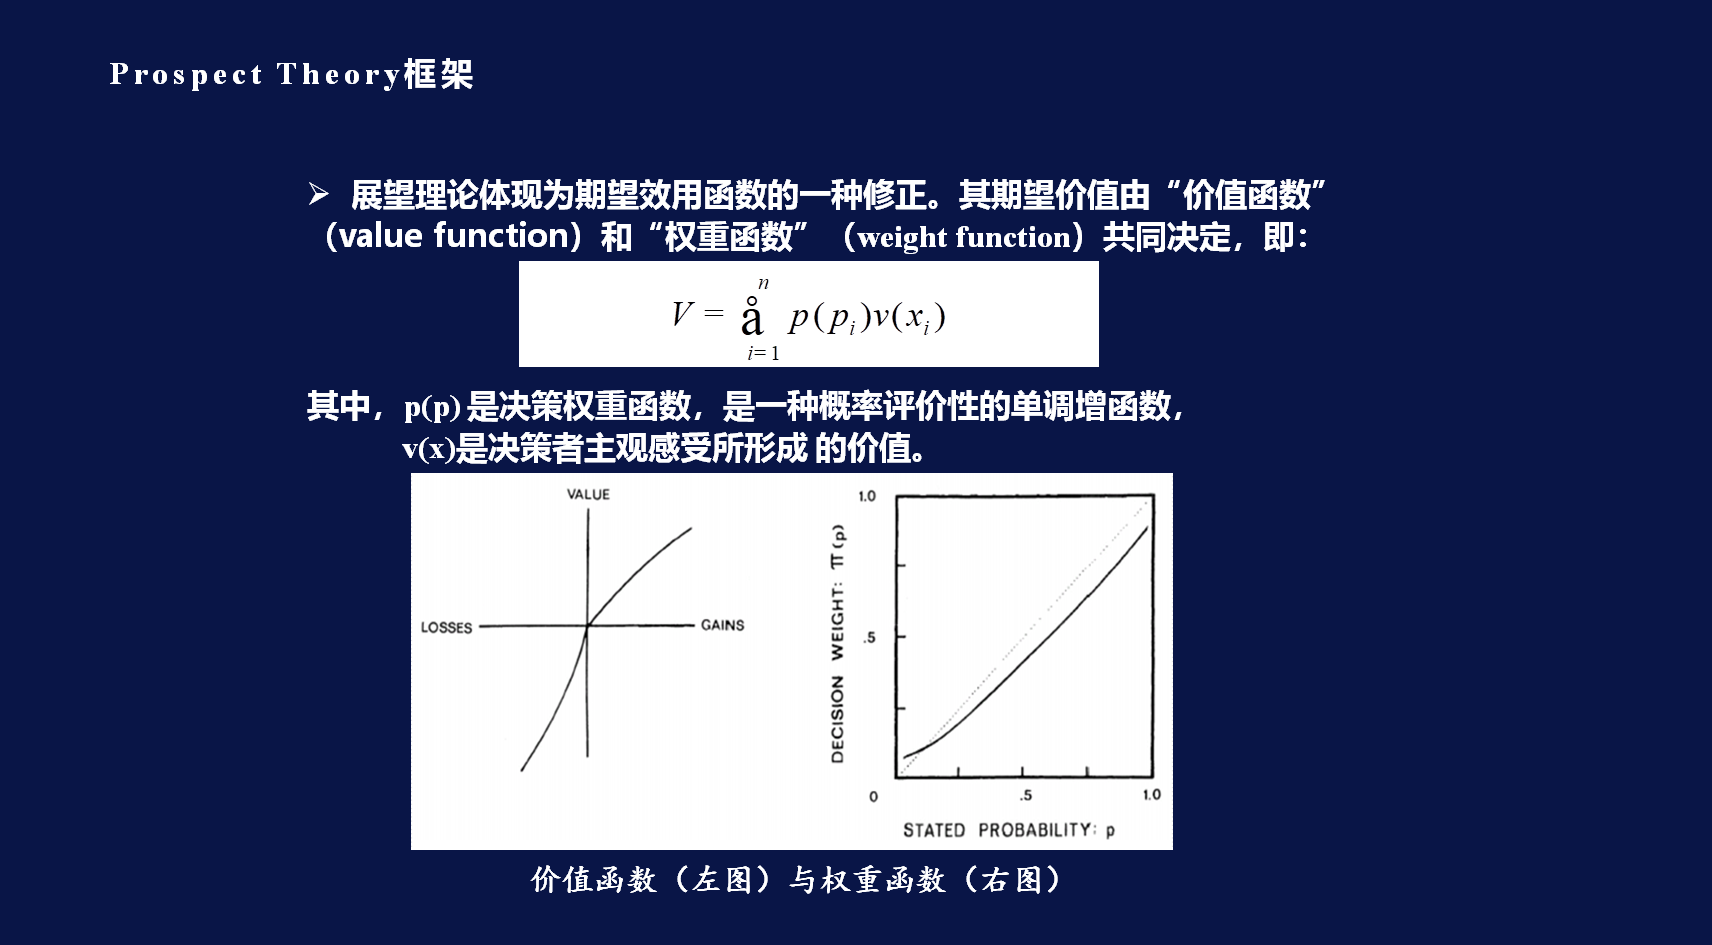 Prospect Theory框架
➢ 展望理论体现为期望效用函数的一种修正。其期望价值由“价值函数”
（value function）和“权重函数”（weight function）共同决定，即：
n
V = å p(p_i)v(x_i)
i=1
其中，p(p) 是决策权重函数，是一种概率评价性的单调增函数，
v(x)是决策者主观感受所形成 的价值。
VALUE
LOSSES
GAINS
1.0
.5
0
.5
1.0
DECISION WEIGHT: π(p)
STATED PROBABILITY: p
价值函数（左图）与权重函数（右图）